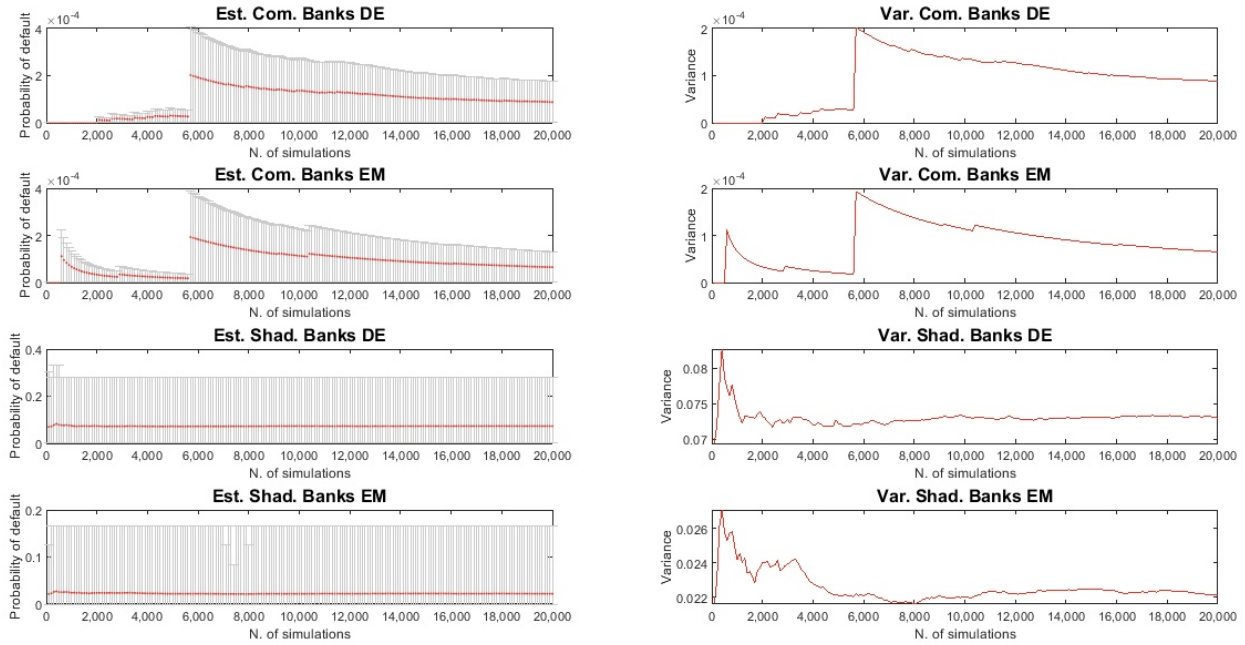 Est. Com. Banks DE
×10⁻⁴
Probability of default
4
2
0
0 2,000 4,000 6,000 8,000 10,000 12,000 14,000 16,000 18,000 20,000
N. of simulations
Var. Com. Banks DE
×10⁻⁴
Variance
2
1
0
0 2,000 4,000 6,000 8,000 10,000 12,000 14,000 16,000 18,000 20,000
N. of simulations
Est. Com. Banks EM
×10⁻⁴
Probability of default
4
2
0
0 2,000 4,000 6,000 8,000 10,000 12,000 14,000 16,000 18,000 20,000
N. of simulations
Var. Com. Banks EM
×10⁻⁴
Variance
2
1
0
0 2,000 4,000 6,000 8,000 10,000 12,000 14,000 16,000 18,000 20,000
N. of simulations
Est. Shad. Banks DE
Probability of default
0.4
0.2
0
0 2,000 4,000 6,000 8,000 10,000 12,000 14,000 16,000 18,000 20,000
N. of simulations
Var. Shad. Banks DE
Variance
0.08
0.075
0.07
0 2,000 4,000 6,000 8,000 10,000 12,000 14,000 16,000 18,000 20,000
N. of simulations
Est. Shad. Banks EM
Probability of default
0.2
0.1
0
0 2,000 4,000 6,000 8,000 10,000 12,000 14,000 16,000 18,000 20,000
N. of simulations
Var. Shad. Banks EM
Variance
0.026
0.024
0.022
0 2,000 4,000 6,000 8,000 10,000 12,000 14,000 16,000 18,000 20,000
N. of simulations